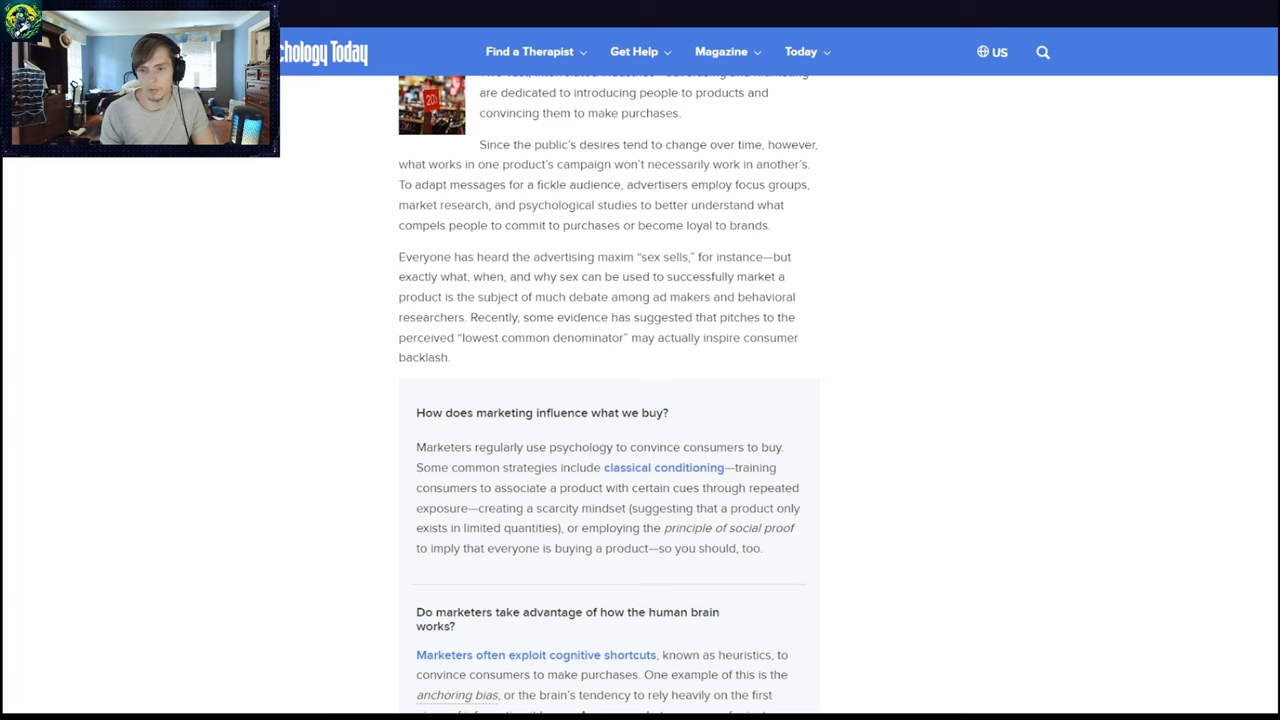 chology Today
Find a Therapist
Get Help
Magazine
Today
US
20
are dedicated to introducing people to products and
convincing them to make purchases.
Since the public's desires tend to change over time, however,
what works in one product's campaign won't necessarily work in another's.
To adapt messages for a fickle audience, advertisers employ focus groups,
market research, and psychological studies to better understand what
compels people to commit to purchases or become loyal to brands.
Everyone has heard the advertising maxim “sex sells,” for instance—but
exactly what, when, and why sex can be used to successfully market a
product is the subject of much debate among ad makers and behavioral
researchers. Recently, some evidence has suggested that pitches to the
perceived “lowest common denominator” may actually inspire consumer
backlash.
How does marketing influence what we buy?
Marketers regularly use psychology to convince consumers to buy.
Some common strategies include classical conditioning—training
consumers to associate a product with certain cues through repeated
exposure—creating a scarcity mindset (suggesting that a product only
exists in limited quantities), or employing the principle of social proof
to imply that everyone is buying a product—so you should, too.
Do marketers take advantage of how the human brain
works?
Marketers often exploit cognitive shortcuts, known as heuristics, to
convince consumers to make purchases. One example of this is the
anchoring bias, or the brain's tendency to rely heavily on the first